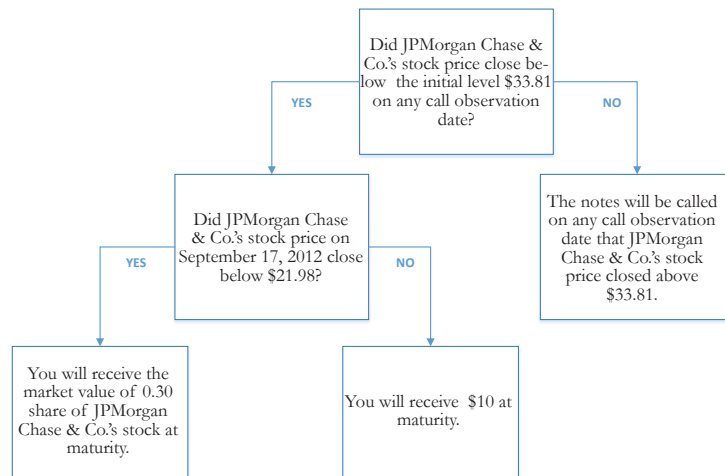 Did JPMorgan Chase &
Co.'s stock price close be-
low the initial level $33.81
on any call observation
date?
YES
NO
Did JPMorgan Chase
& Co.'s stock price on
September 17, 2012 close
below $21.98?
The notes will be called
on any call observation
date that JPMorgan
Chase & Co.'s stock
price closed above
$33.81.
YES
NO
You will receive the
market value of 0.30
share of JPMorgan
Chase & Co.'s stock at
maturity.
You will receive $10 at
maturity.